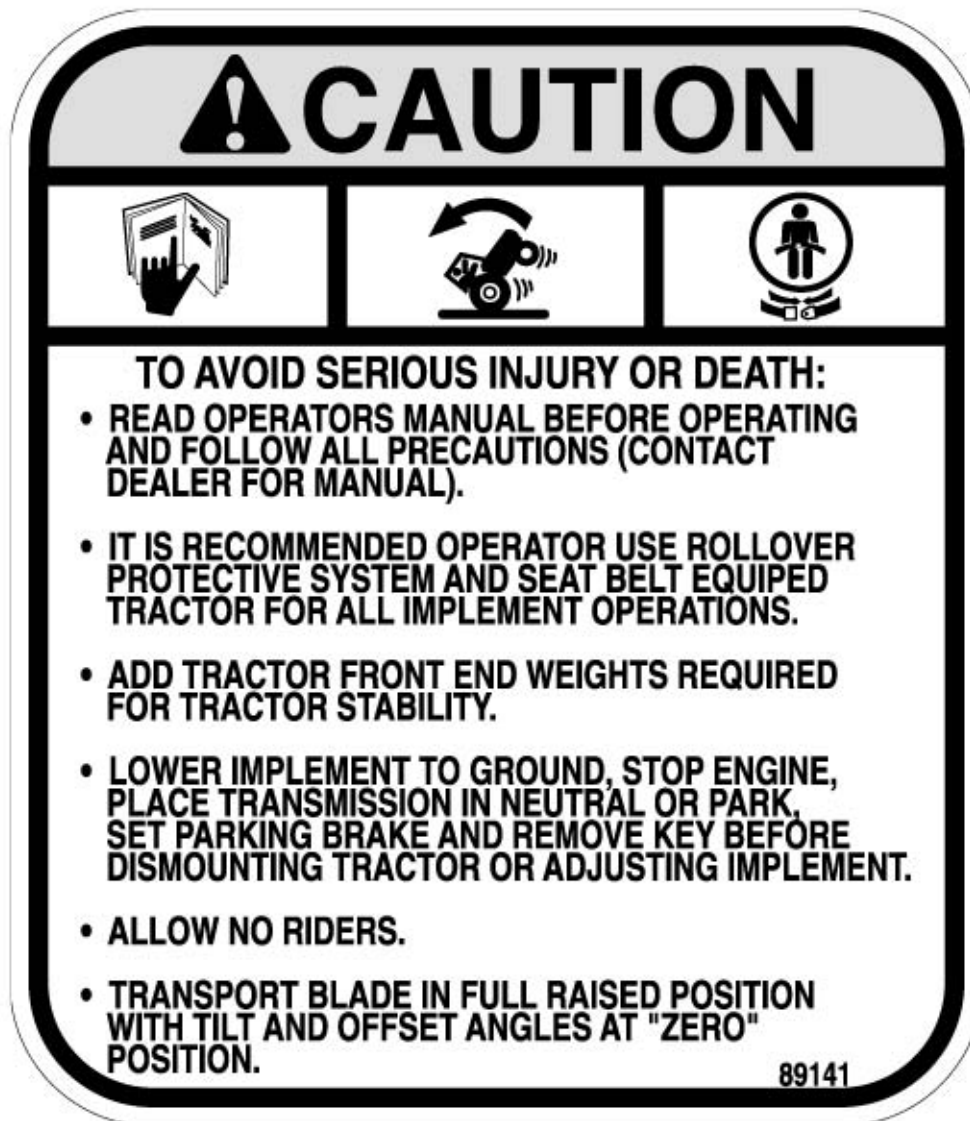 CAUTION
TO AVOID SERIOUS INJURY OR DEATH:
• READ OPERATORS MANUAL BEFORE OPERATING
AND FOLLOW ALL PRECAUTIONS (CONTACT
DEALER FOR MANUAL).
• IT IS RECOMMENDED OPERATOR USE ROLLOVER
PROTECTIVE SYSTEM AND SEAT BELT EQUIPED
TRACTOR FOR ALL IMPLEMENT OPERATIONS.
• ADD TRACTOR FRONT END WEIGHTS REQUIRED
FOR TRACTOR STABILITY.
• LOWER IMPLEMENT TO GROUND, STOP ENGINE,
PLACE TRANSMISSION IN NEUTRAL OR PARK,
SET PARKING BRAKE AND REMOVE KEY BEFORE
DISMOUNTING TRACTOR OR ADJUSTING IMPLEMENT.
• ALLOW NO RIDERS.
• TRANSPORT BLADE IN FULL RAISED POSITION
WITH TILT AND OFFSET ANGLES AT "ZERO"
POSITION.
89141